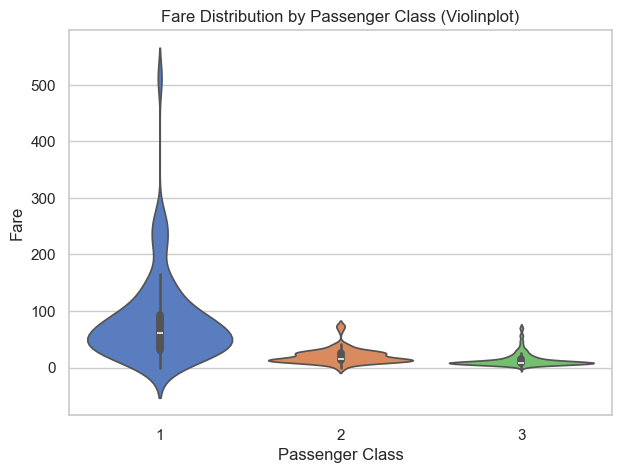 Fare Distribution by Passenger Class (Violinplot)
500
400
300
200
100
0
Fare
1 2 3
Passenger Class